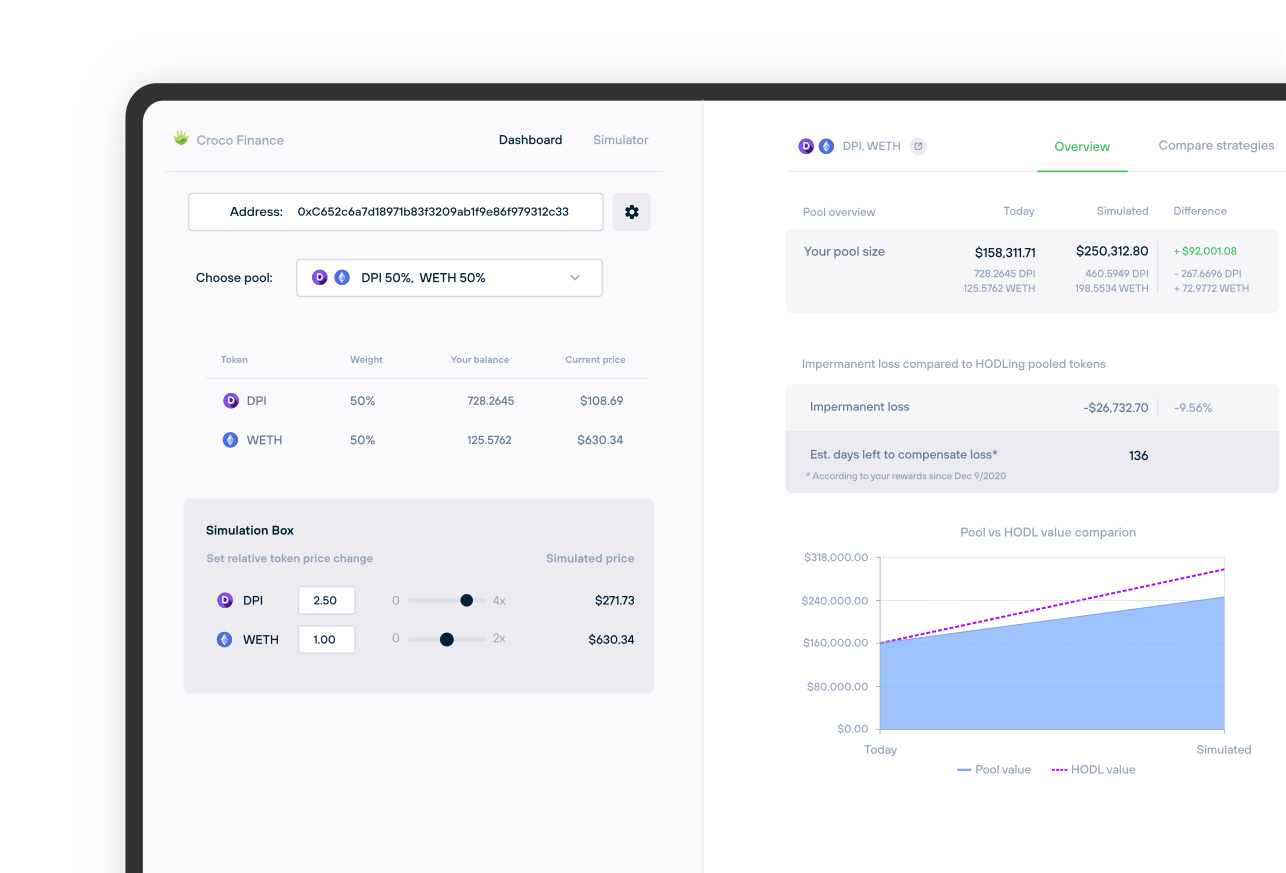 Croco Finance
Dashboard Simulator
Address: 0xC652c6a7d18971b83f3209ab1f9e86f979312c33
Choose pool: DPI 50%, WETH 50%
Token Weight Your balance Current price
DPI 50% 728.2645 $108.69
WETH 50% 125.5762 $630.34
Simulation Box
Set relative token price change Simulated price
DPI 2.50 0 4x $271.73
WETH 1.00 0 2x $630.34
DPI, WETH
Overview Compare strategies
Pool overview Today Simulated Difference
Your pool size $158,311.71 $250,312.80 + $92,001.08
728.2645 DPI 460.5949 DPI - 267.6696 DPI
125.5762 WETH 198.5534 WETH + 72.9772 WETH
Impermanent loss compared to HODLing pooled tokens
Impermanent loss -$26,732.70 -9.56%
Est. days left to compensate loss* 136
* According to your rewards since Dec 9/2020
Pool vs HODL value comparion
$318,000.00
$240,000.00
$160,000.00
$80,000.00
$0.00
Today Simulated
Pool value HODL value